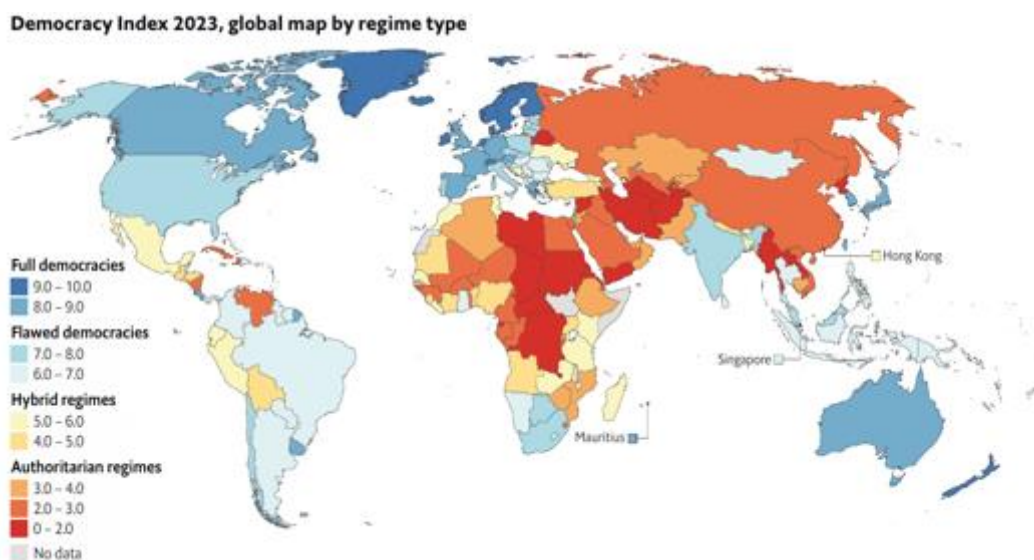 Democracy Index 2023, global map by regime type
Full democracies
9.0 – 10.0
8.0 – 9.0
Flawed democracies
7.0 – 8.0
6.0 – 7.0
Hybrid regimes
5.0 – 6.0
4.0 – 5.0
Authoritarian regimes
3.0 – 4.0
2.0 – 3.0
0 – 2.0
No data
Hong Kong
Singapore
Mauritius